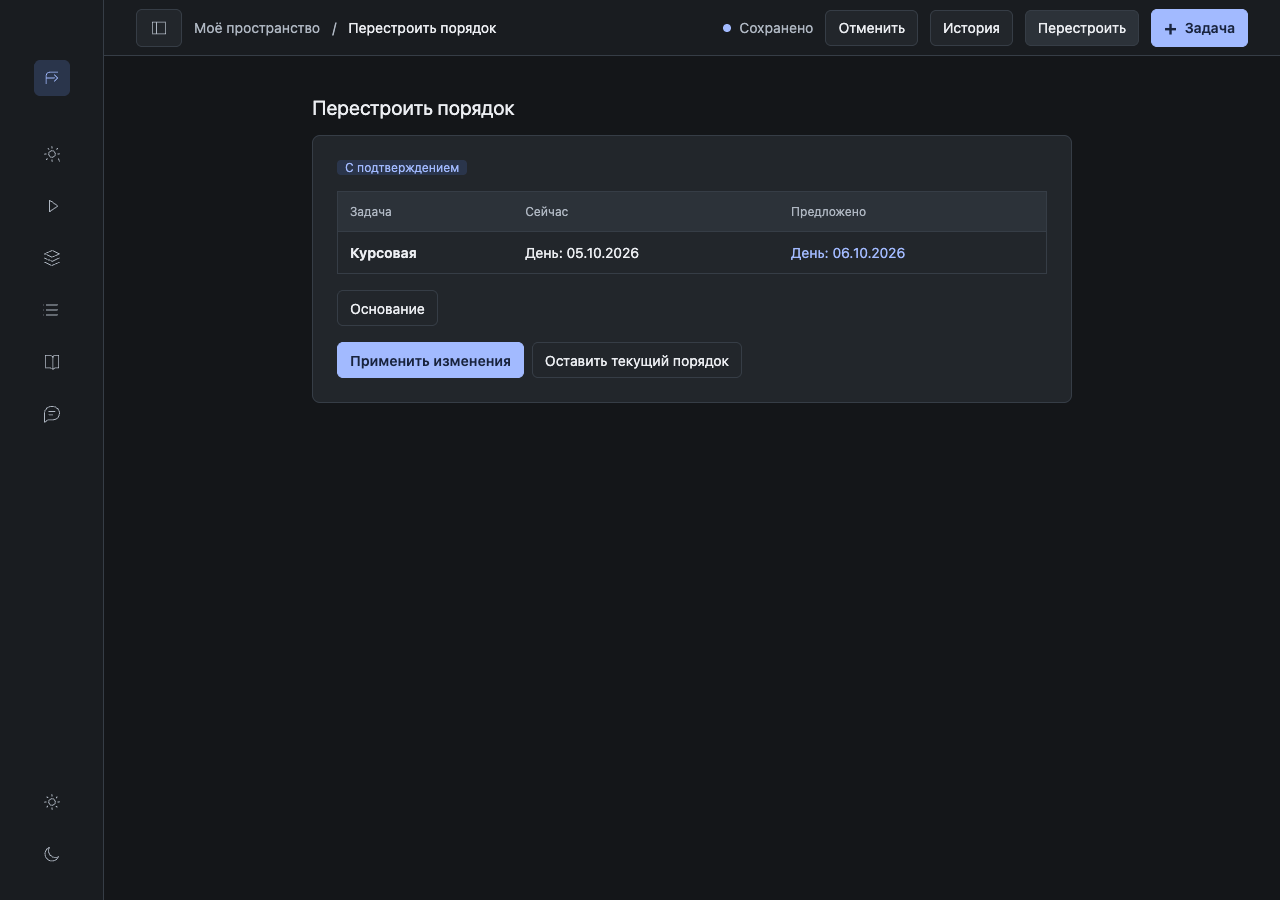 Моё пространство / Перестроить порядок
Сохранено
Отменить
История
Перестроить
+ Задача
Перестроить порядок
С подтверждением
Задача Сейчас Предложено
Курсовая День: 05.10.2026 День: 06.10.2026
Основание
Применить изменения
Оставить текущий порядок